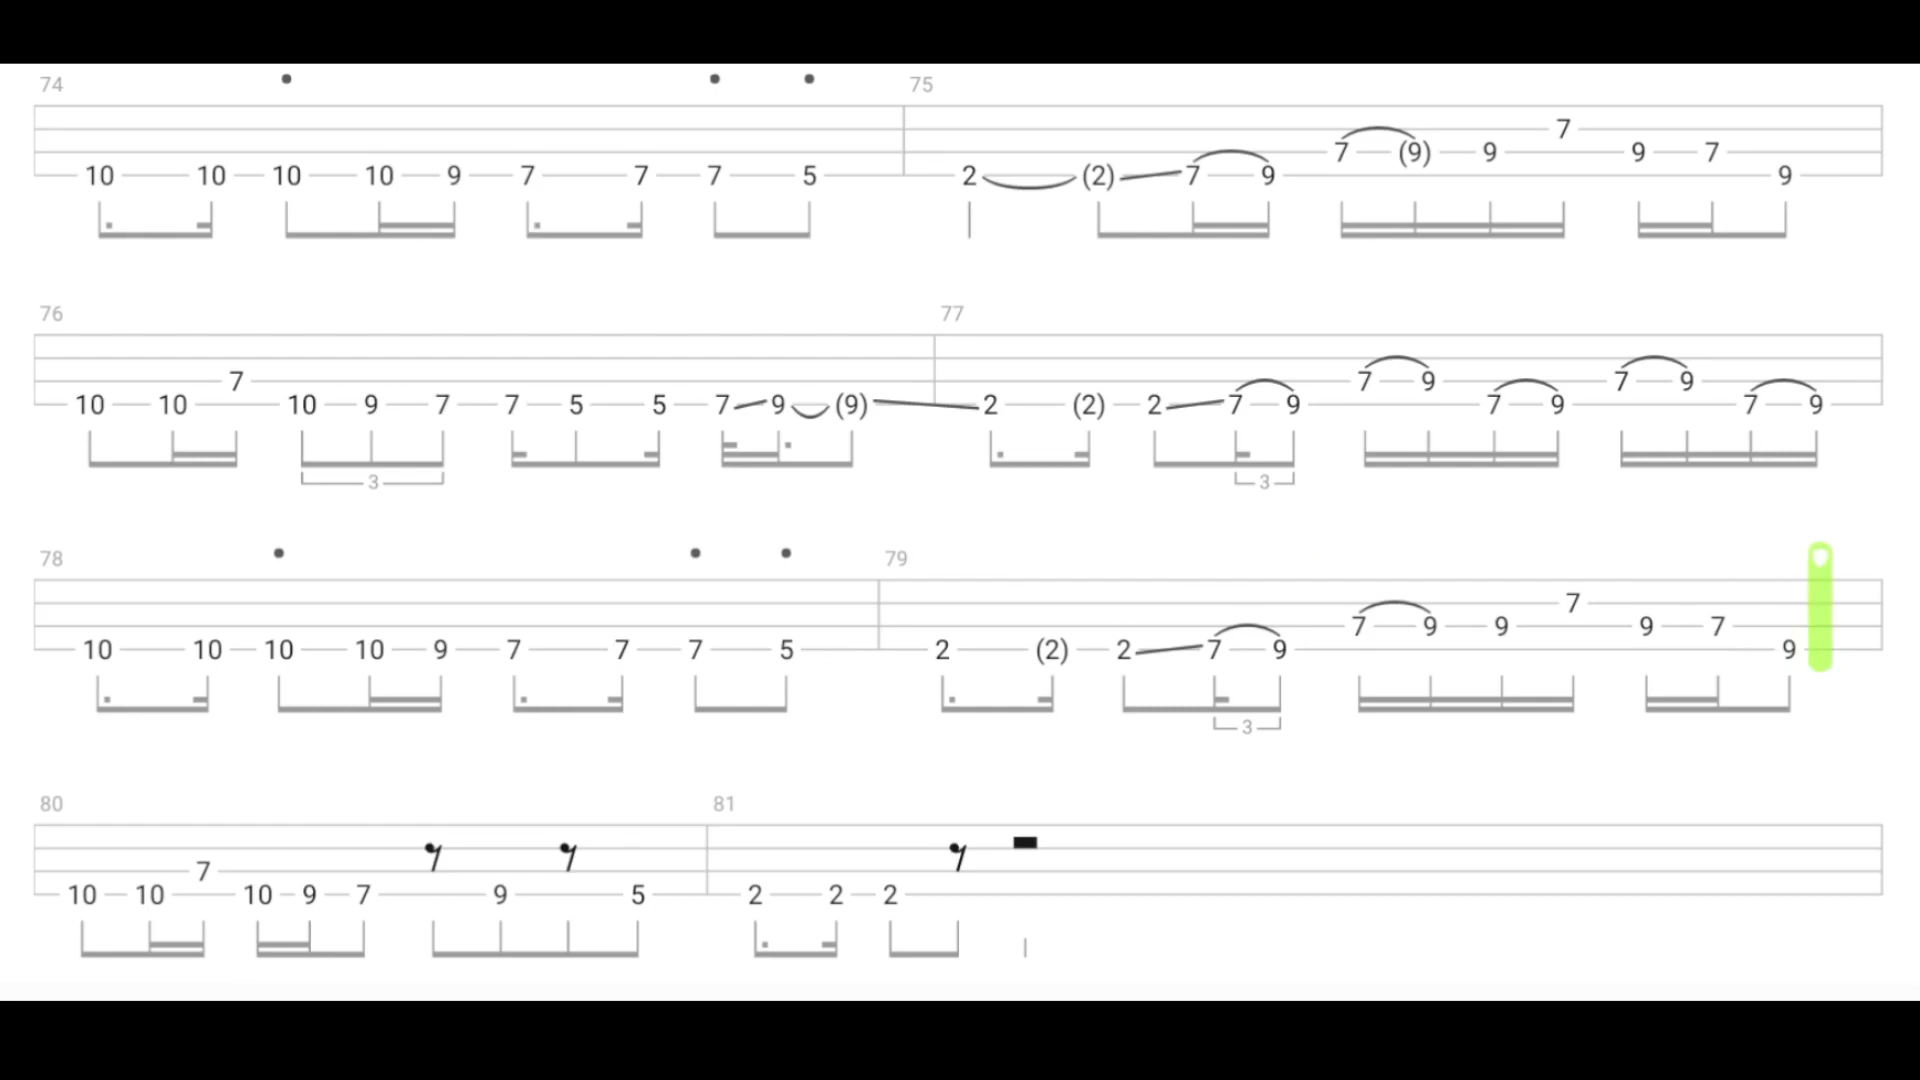 74 75
7
7 (9) 9 9 7
10 10 10 10 9 7 7 7 5 2 (2) 7 9 9
76 77
7 7 9 7 9
10 10 10 9 7 7 5 5 7 9 (9) 2 (2) 2 7 9 7 9 7 9
3 3
78 79
7
7 9 9 9 7
10 10 10 10 9 7 7 7 5 2 (2) 2 7 9 9
3
80 81
7
10 10 10 9 7 9 5 2 2 2